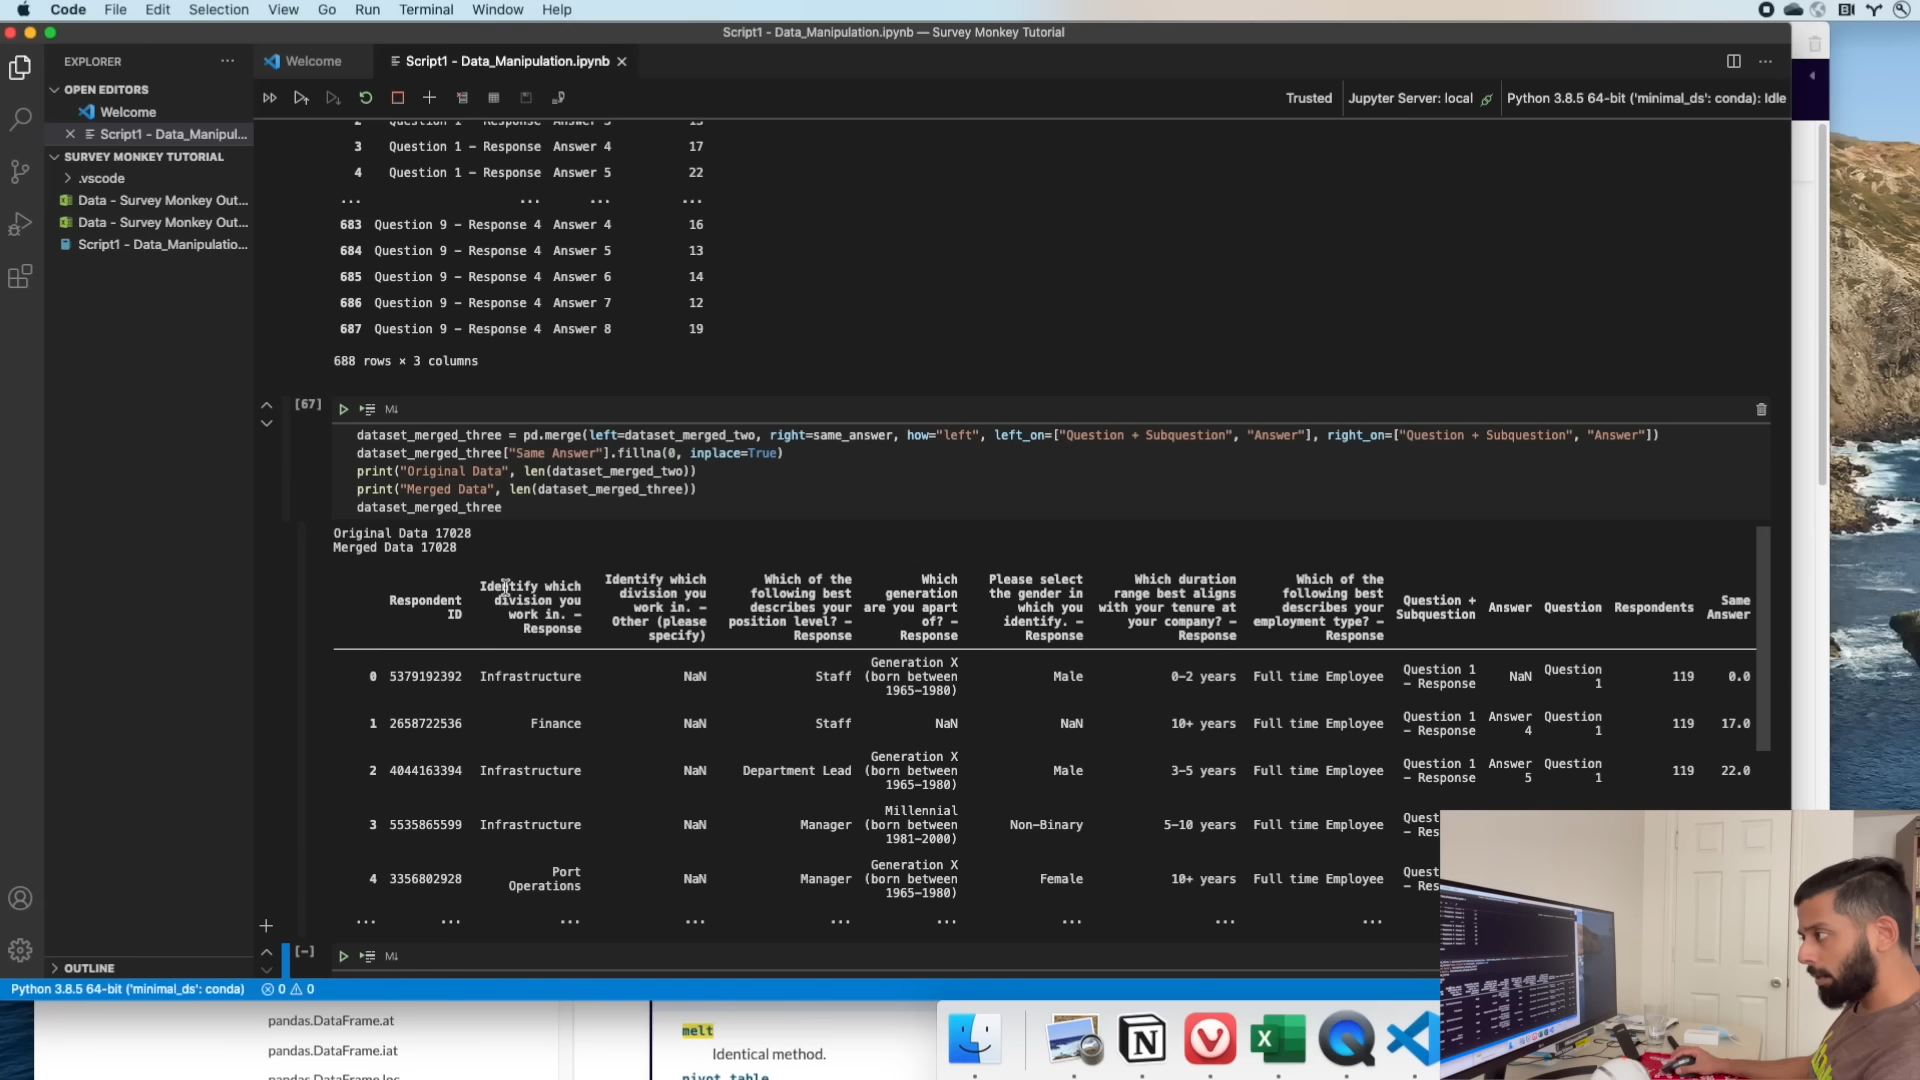 Code File Edit Selection View Go Run Terminal Window Help
Script1 - Data_Manipulation.ipynb — Survey Monkey Tutorial
EXPLORER
OPEN EDITORS
Welcome
Script1 - Data_Manipul...
SURVEY MONKEY TUTORIAL
.vscode
Data - Survey Monkey Out...
Data - Survey Monkey Out...
Script1 - Data_Manipulatio...
OUTLINE
Welcome
Script1 - Data_Manipulation.ipynb
Trusted Jupyter Server: local Python 3.8.5 64-bit ('minimal_ds': conda): Idle
2 Question 1 - Response Answer 3
3 Question 1 - Response Answer 4 17
4 Question 1 - Response Answer 5 22
... ... ... ...
683 Question 9 - Response 4 Answer 4 16
684 Question 9 - Response 4 Answer 5 13
685 Question 9 - Response 4 Answer 6 14
686 Question 9 - Response 4 Answer 7 12
687 Question 9 - Response 4 Answer 8 19
688 rows × 3 columns
[67]
M↓
dataset_merged_three = pd.merge(left=dataset_merged_two, right=same_answer, how="left", left_on=["Question + Subquestion", "Answer"], right_on=["Question + Subquestion", "Answer"])
dataset_merged_three["Same Answer"].fillna(0, inplace=True)
print("Original Data", len(dataset_merged_two))
print("Merged Data", len(dataset_merged_three))
dataset_merged_three
Original Data 17028
Merged Data 17028
Respondent
ID
Identify which
division you
work in. -
Response
Identify which
division you
work in. -
Other (please
specify)
Which of the
following best
describes your
position level? -
Response
Which
generation
are you apart
of? -
Response
Please select
the gender in
which you
identify. -
Response
Which duration
range best aligns
with your tenure at
your company? -
Response
Which of the
following best
describes your
employment type? -
Response
Question +
Subquestion
Answer
Question
Respondents
Same
Answer
0 5379192392 Infrastructure NaN Staff Generation X (born between 1965-1980) Male 0-2 years Full time Employee Question 1 - Response NaN Question 1 119 0.0
1 2658722536 Finance NaN Staff NaN NaN 10+ years Full time Employee Question 1 - Response Answer 4 Question 1 119 17.0
2 4044163394 Infrastructure NaN Department Lead Generation X (born between 1965-1980) Male 3-5 years Full time Employee Question 1 - Response Answer 5 Question 1 119 22.0
3 5535865599 Infrastructure NaN Manager Millennial (born between 1981-2000) Non-Binary 5-10 years Full time Employee Quest - Res
4 3356802928 Port Operations NaN Manager Generation X (born between 1965-1980) Female 10+ years Full time Employee Quest - Res
... ... ... ... ... ... ... ... ...
[-]
M↓
Python 3.8.5 64-bit ('minimal_ds': conda) 0 0
pandas.DataFrame.at
pandas.DataFrame.iat
pandas.DataFrame.loc
melt
Identical method.
pivot_table